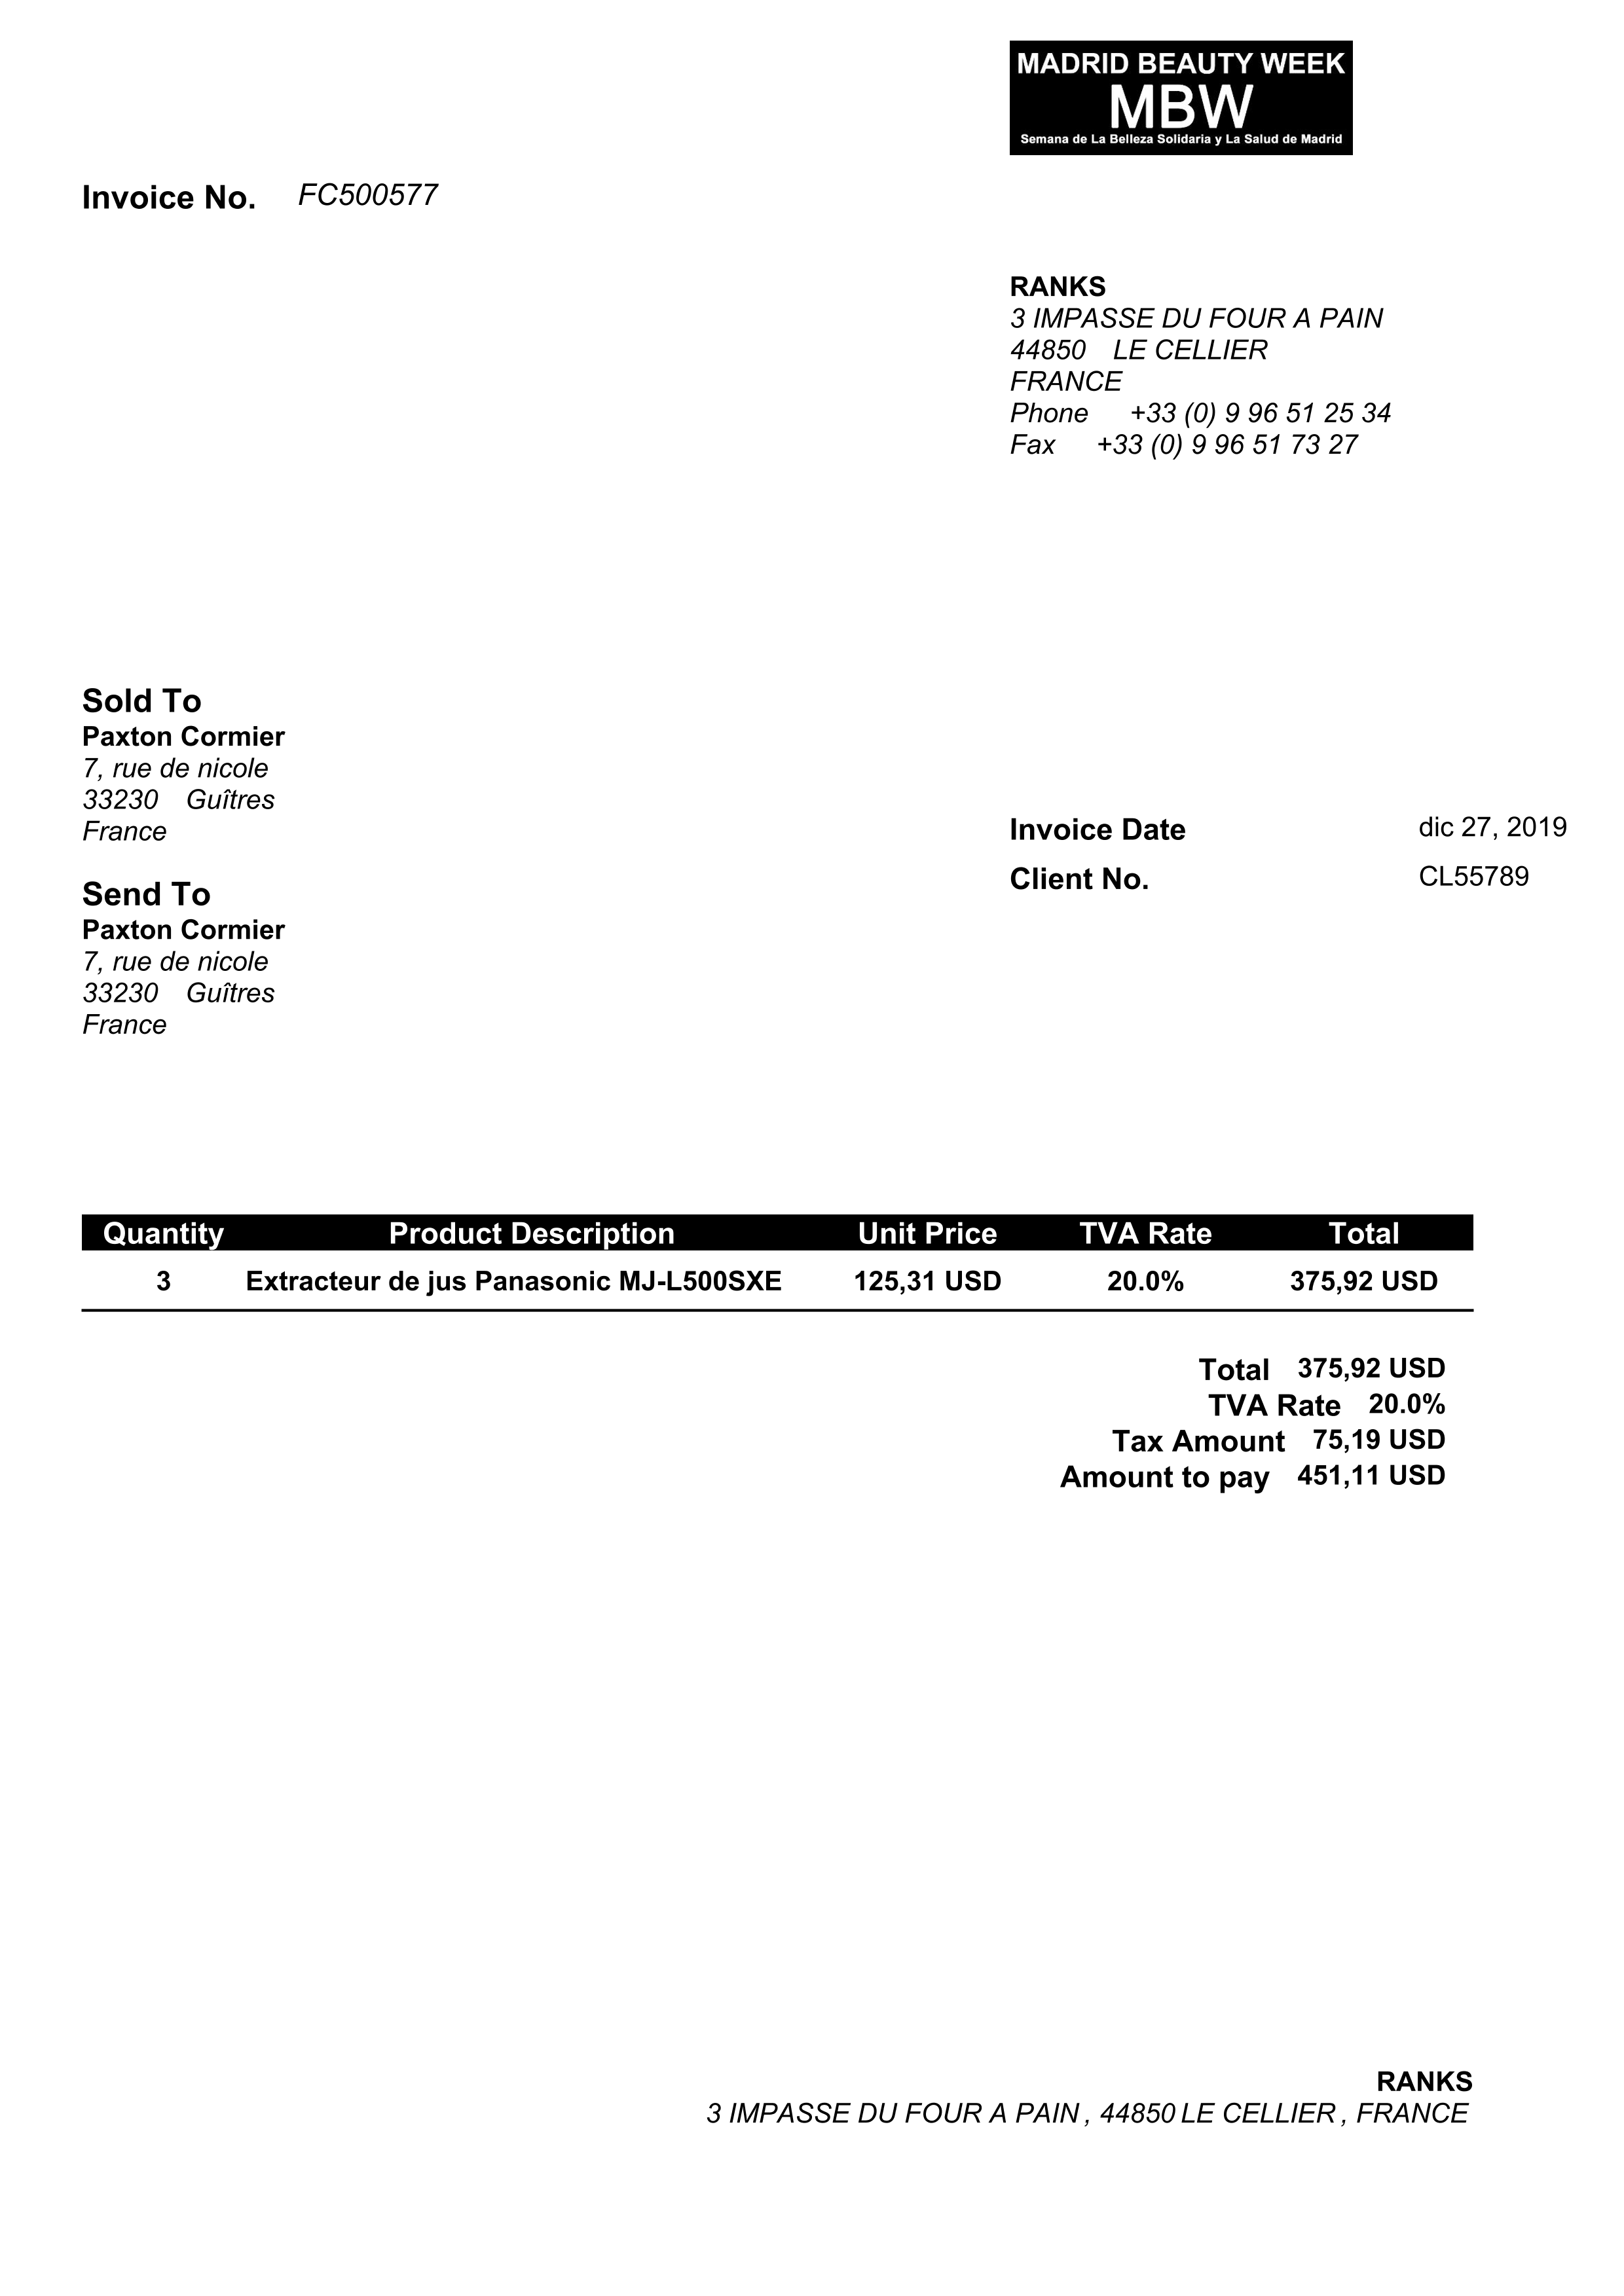 MADRID BEAUTY WEEK
MBW
Semana de La Belleza Solidaria y La Salud de Madrid
Invoice No. FC500577
RANKS
3 IMPASSE DU FOUR A PAIN
44850 LE CELLIER
FRANCE
Phone +33 (0) 9 96 51 25 34
Fax +33 (0) 9 96 51 73 27
Sold To
Paxton Cormier
7, rue de nicole
33230 Guîtres
France
Invoice Date dic 27, 2019
Client No. CL55789
Send To
Paxton Cormier
7, rue de nicole
33230 Guîtres
France
Quantity Product Description Unit Price TVA Rate Total
3 Extracteur de jus Panasonic MJ-L500SXE 125,31 USD 20.0% 375,92 USD
Total 375,92 USD
TVA Rate 20.0%
Tax Amount 75,19 USD
Amount to pay 451,11 USD
RANKS
3 IMPASSE DU FOUR A PAIN , 44850 LE CELLIER , FRANCE